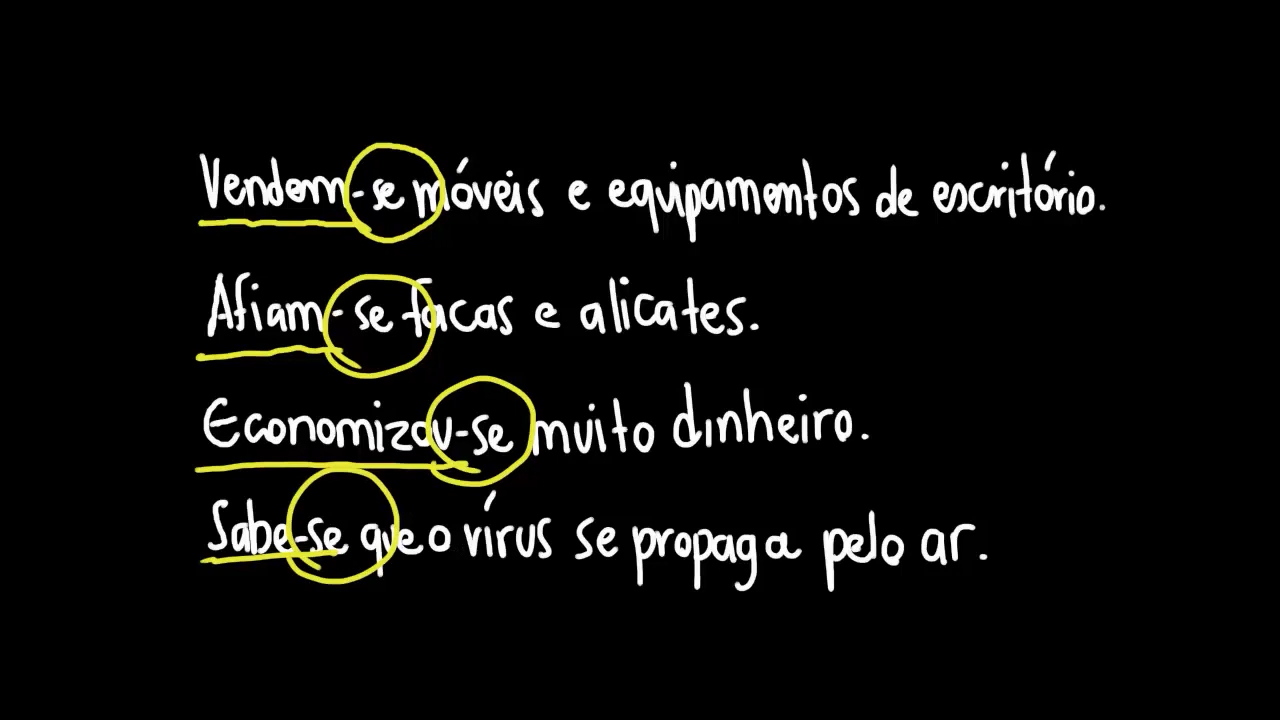 Vendem-se móveis e equipamentos de escritório.
Afiam-se facas e alicates.
Economizou-se muito dinheiro.
Sabe-se que o vírus se propaga pelo ar.